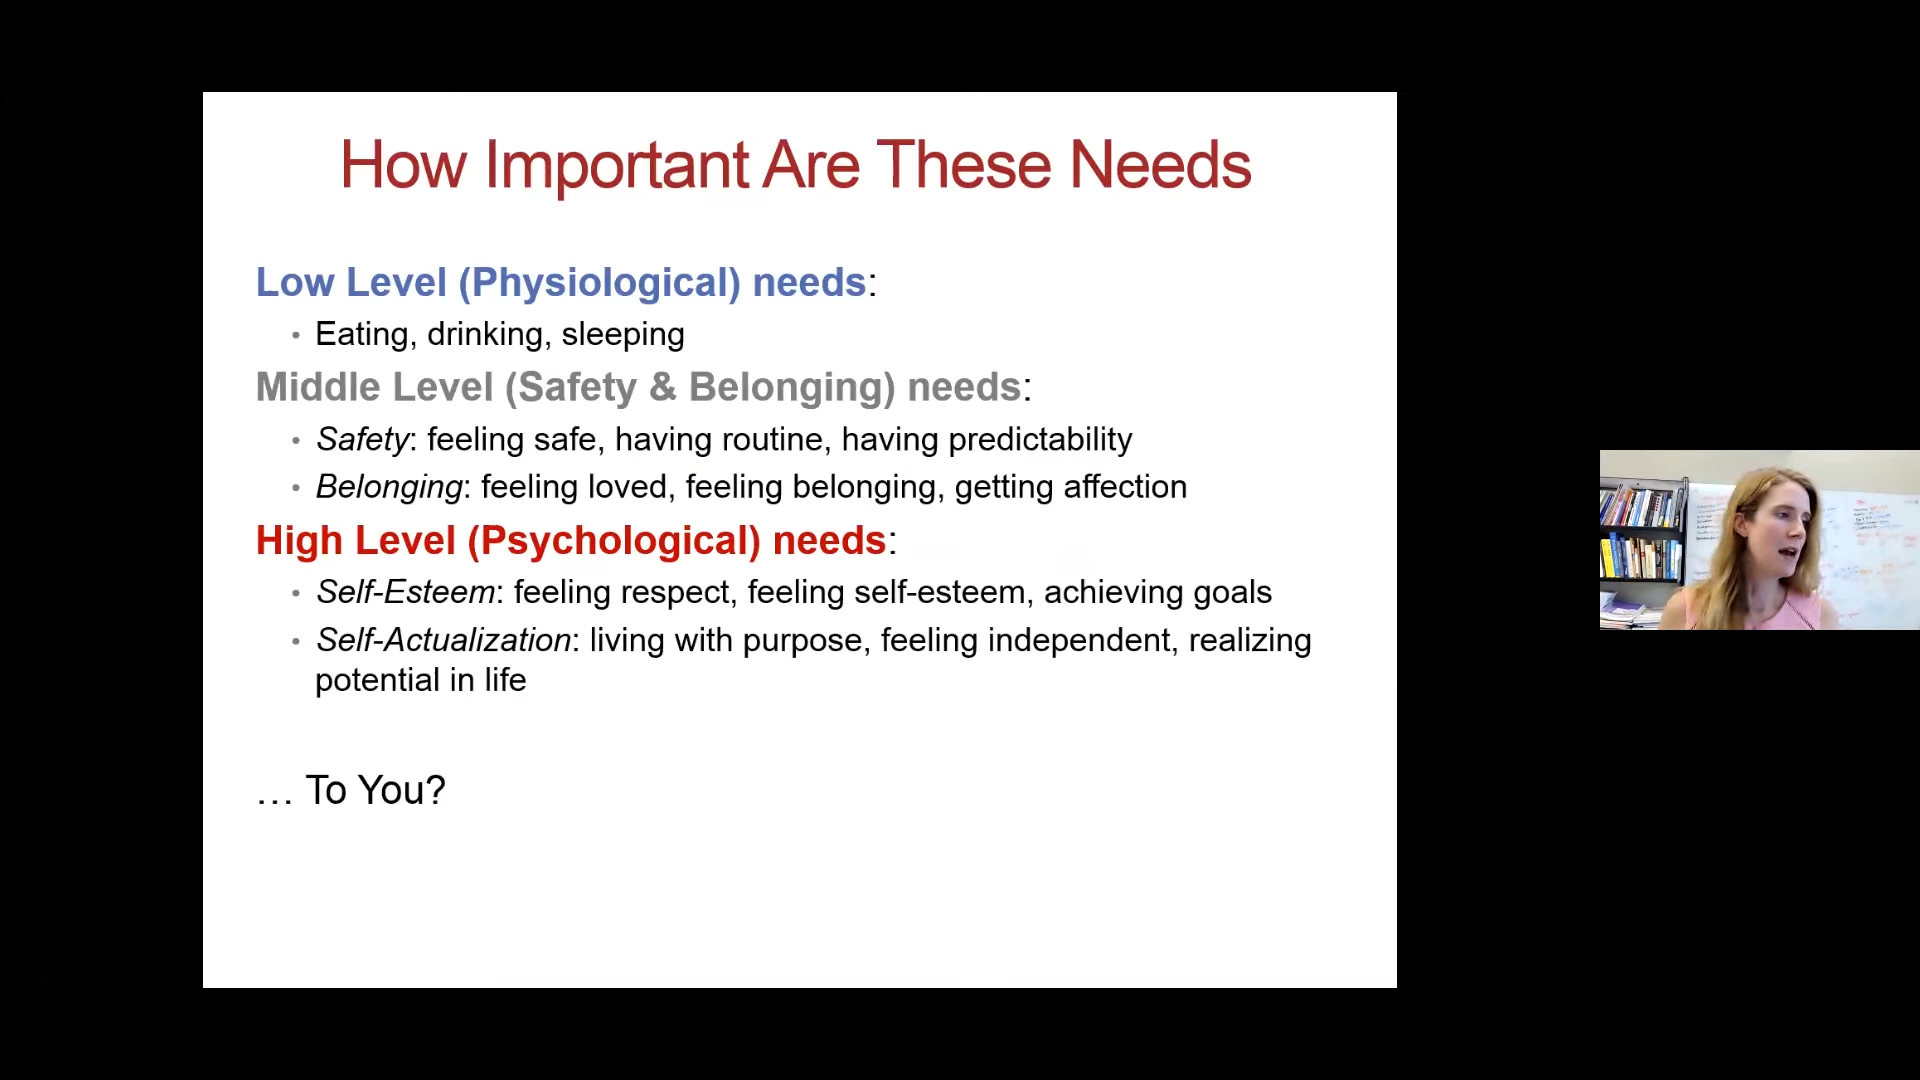 How Important Are These Needs
Low Level (Physiological) needs:
• Eating, drinking, sleeping
Middle Level (Safety & Belonging) needs:
• Safety: feeling safe, having routine, having predictability
• Belonging: feeling loved, feeling belonging, getting affection
High Level (Psychological) needs:
• Self-Esteem: feeling respect, feeling self-esteem, achieving goals
• Self-Actualization: living with purpose, feeling independent, realizing
potential in life
… To You?